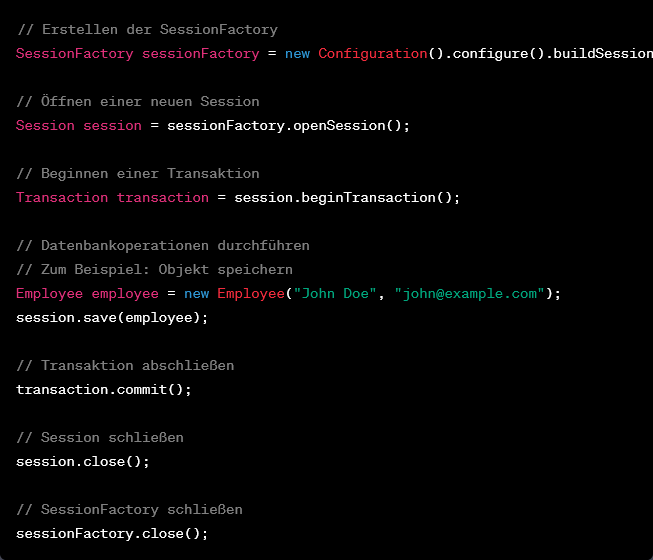 // Erstellen der SessionFactory
SessionFactory sessionFactory = new Configuration().configure().buildSession
// Öffnen einer neuen Session
Session session = sessionFactory.openSession();
// Beginnen einer Transaktion
Transaction transaction = session.beginTransaction();
// Datenbankoperationen durchführen
// Zum Beispiel: Objekt speichern
Employee employee = new Employee("John Doe", "john@example.com");
session.save(employee);
// Transaktion abschließen
transaction.commit();
// Session schließen
session.close();
// SessionFactory schließen
sessionFactory.close();